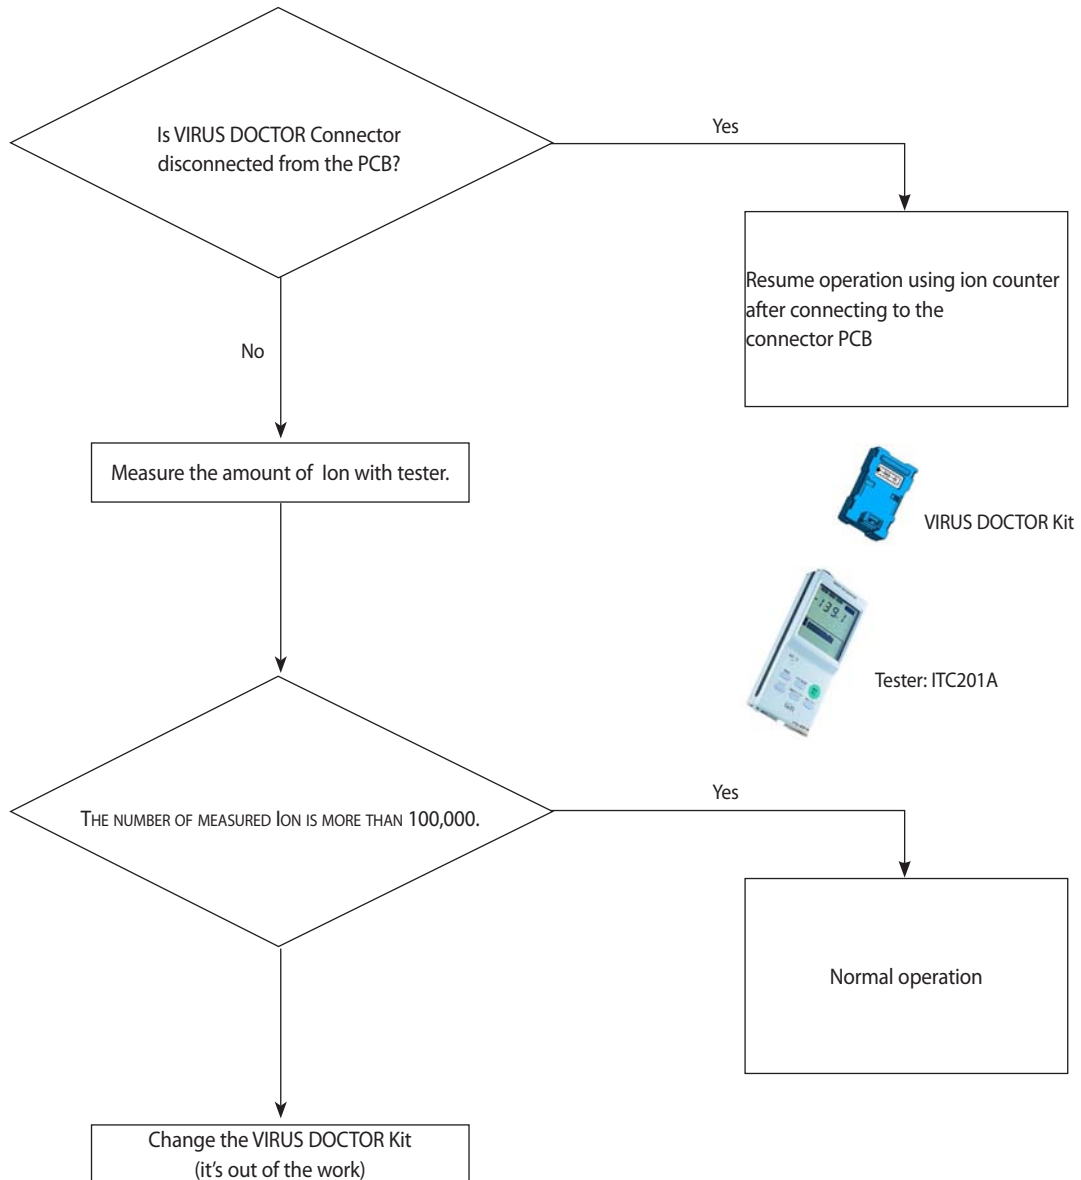 Is VIRUS DOCTOR Connector
disconnected from the PCB?
Yes
Resume operation using ion counter
after connecting to the
connector PCB
No
Measure the amount of Ion with tester.
VIRUS DOCTOR Kit
Tester: ITC201A
THE NUMBER OF MEASURED ION IS MORE THAN 100,000.
Yes
Normal operation
Change the VIRUS DOCTOR Kit
(it's out of the work)